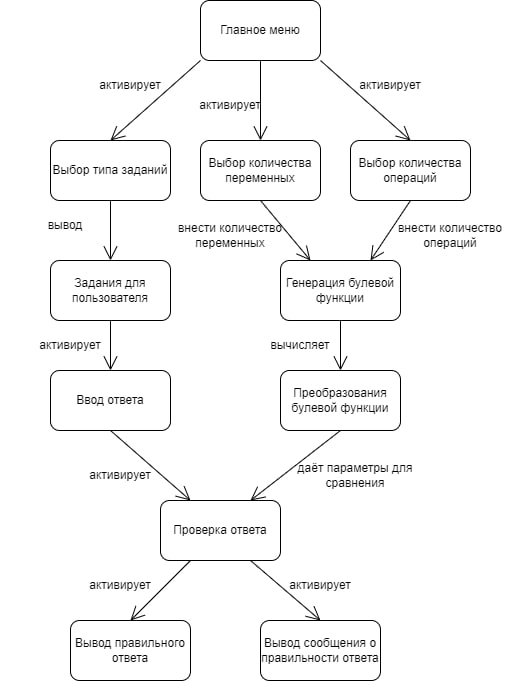 Главное меню
активирует
активирует
активирует
Выбор типа заданий
Выбор количества
переменных
Выбор количества
операций
вывод
внести количество
переменных
внести количество
операций
Задания для
пользователя
Генерация булевой
функции
активирует
вычисляет
Ввод ответа
Преобразования
булевой функции
активирует
даёт параметры для
сравнения
Проверка ответа
активирует
активирует
Вывод правильного
ответа
Вывод сообщения о
правильности ответа